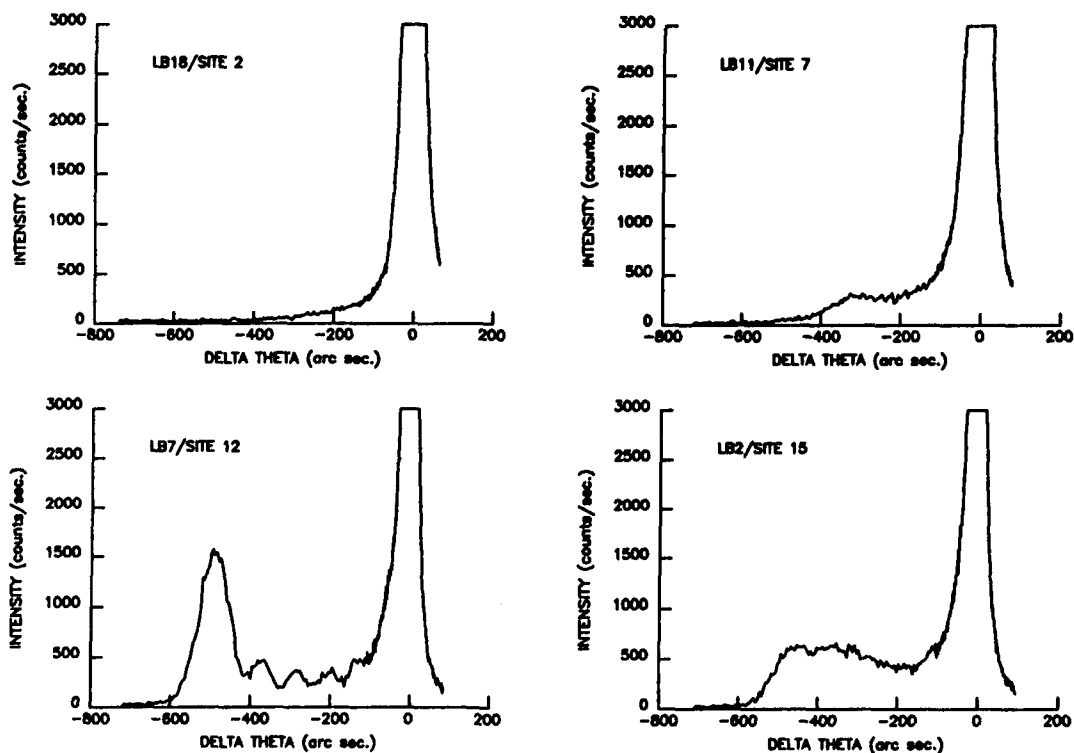 LB18/SITE 2
INTENSITY (counts/sec.)
3000
2500
2000
1500
1000
500
0
-800 -600 -400 -200 0 200
DELTA THETA (arc sec.)
LB11/SITE 7
INTENSITY (counts/sec.)
3000
2500
2000
1500
1000
500
0
-800 -600 -400 -200 0 200
DELTA THETA (arc sec.)
LB7/SITE 12
INTENSITY (counts/sec.)
3000
2500
2000
1500
1000
500
0
-800 -600 -400 -200 0 200
DELTA THETA (arc sec.)
LB2/SITE 15
INTENSITY (counts/sec.)
3000
2500
2000
1500
1000
500
0
-800 -600 -400 -200 0 200
DELTA THETA (arc sec.)